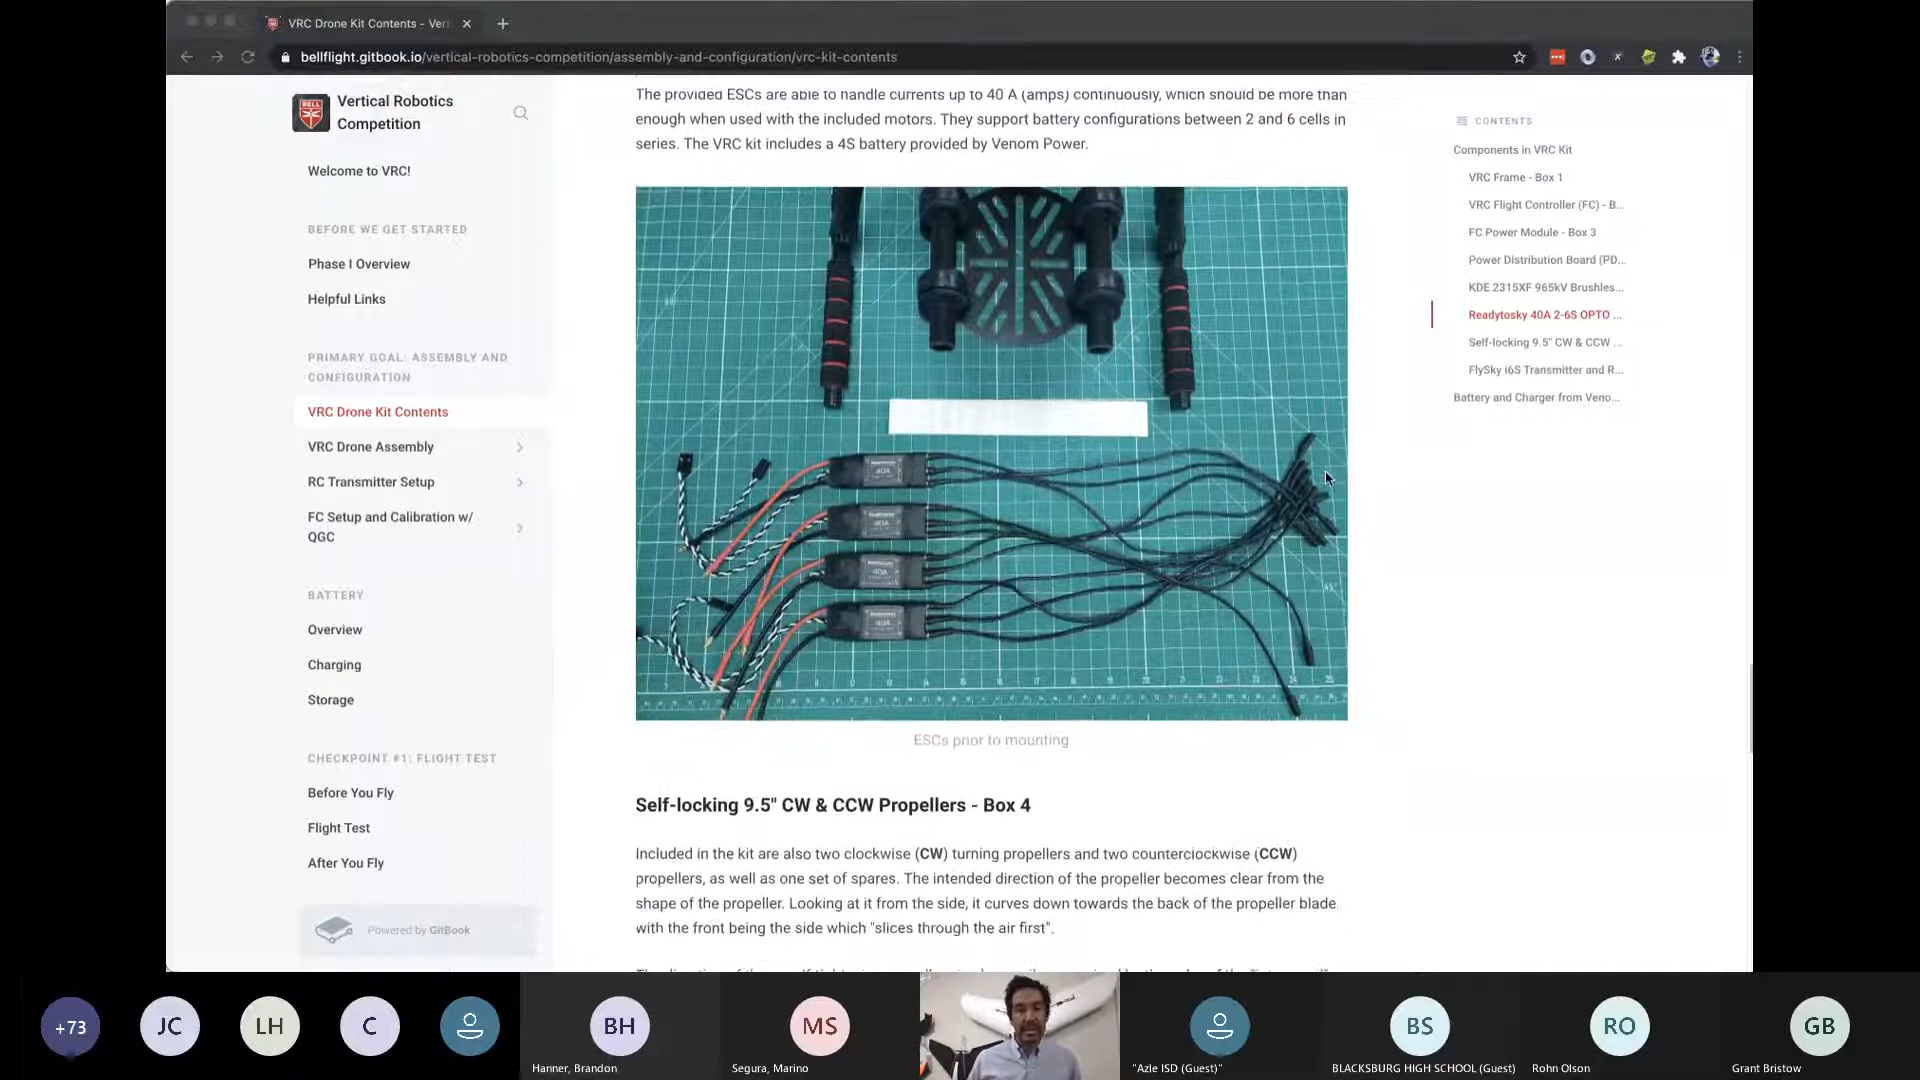 VRC Drone Kit Contents - Vert
bellflight.gitbook.io/vertical-robotics-competition/assembly-and-configuration/vrc-kit-contents
BELL
Vertical Robotics
Competition
Welcome to VRC!
BEFORE WE GET STARTED
Phase I Overview
Helpful Links
PRIMARY GOAL: ASSEMBLY AND
CONFIGURATION
VRC Drone Kit Contents
VRC Drone Assembly
RC Transmitter Setup
FC Setup and Calibration w/
QGC
BATTERY
Overview
Charging
Storage
CHECKPOINT #1: FLIGHT TEST
Before You Fly
Flight Test
After You Fly
Powered by GitBook
The provided ESCs are able to handle currents up to 40 A (amps) continuously, which should be more than
enough when used with the included motors. They support battery configurations between 2 and 6 cells in
series. The VRC kit includes a 4S battery provided by Venom Power.
40A
40A
40A
40A
ESCs prior to mounting
Self-locking 9.5" CW & CCW Propellers - Box 4
Included in the kit are also two clockwise (CW) turning propellers and two counterclockwise (CCW)
propellers, as well as one set of spares. The intended direction of the propeller becomes clear from the
shape of the propeller. Looking at it from the side, it curves down towards the back of the propeller blade
with the front being the side which "slices through the air first".
CONTENTS
Components in VRC Kit
VRC Frame - Box 1
VRC Flight Controller (FC) - B...
FC Power Module - Box 3
Power Distribution Board (PD...
KDE 2315XF 965kV Brushles...
Readytosky 40A 2-6S OPTO ...
Self-locking 9.5" CW & CCW ...
FlySky i6S Transmitter and R...
Battery and Charger from Veno...
+73
JC
LH
C
BH
Hanner, Brandon
MS
Segura, Marino
"Azle ISD (Guest)"
BS
BLACKSBURG HIGH SCHOOL (Guest)
RO
Rohn Olson
GB
Grant Bristow